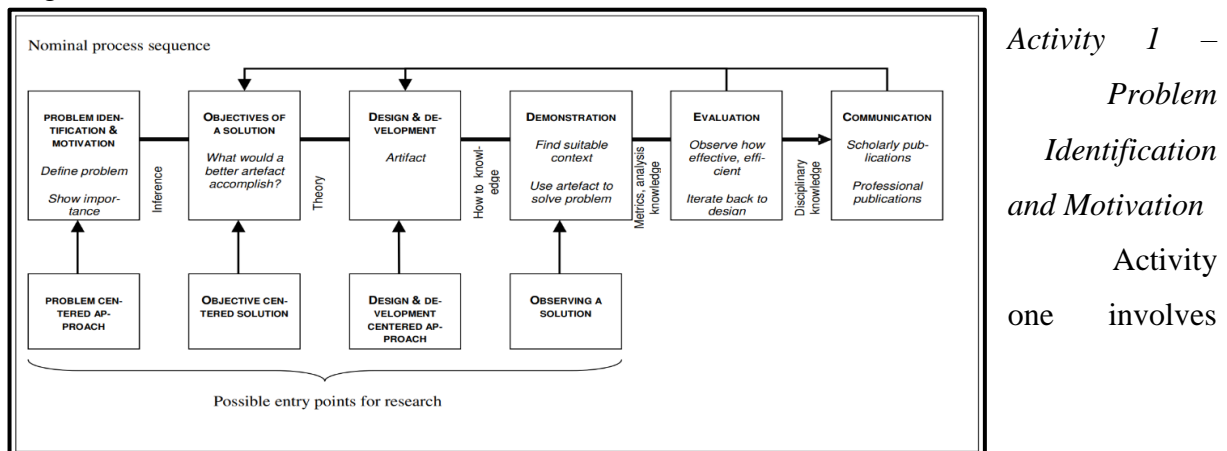 Nominal process sequence
PROBLEM IDEN-
TIFICATION &
MOTIVATION
Define problem
Show impor-
tance
Inference
OBJECTIVES OF
A SOLUTION
What would a
better artefact
accomplish?
Theory
DESIGN & DE-
VELOPMENT
Artifact
How to knowl-
edge
DEMONSTRATION
Find suitable
context
Use artefact to
solve problem
Metrics, analysis
knowledge
EVALUATION
Observe how
effective, effi-
cient
Iterate back to
design
Disciplinary
knowledge
COMMUNICATION
Scholarly pub-
lications
Professional
publications
PROBLEM CEN-
TERED AP-
PROACH
OBJECTIVE CEN-
TERED SOLUTION
DESIGN & DE-
VELOPMENT
CENTERED AP-
PROACH
OBSERVING A
SOLUTION
Possible entry points for research
Activity 1 –
Problem
Identification
and Motivation
Activity
one involves